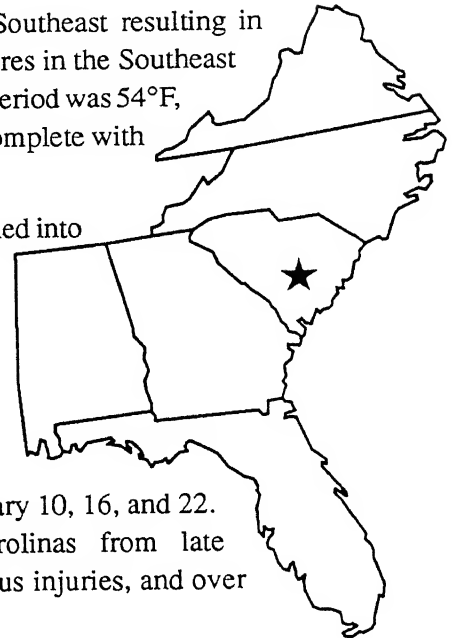 Southeast resulting in
res in the Southeast
eriod was 54°F,
omplete with
ed into
ary 10, 16, and 22.
rolinas from late
us injuries, and over